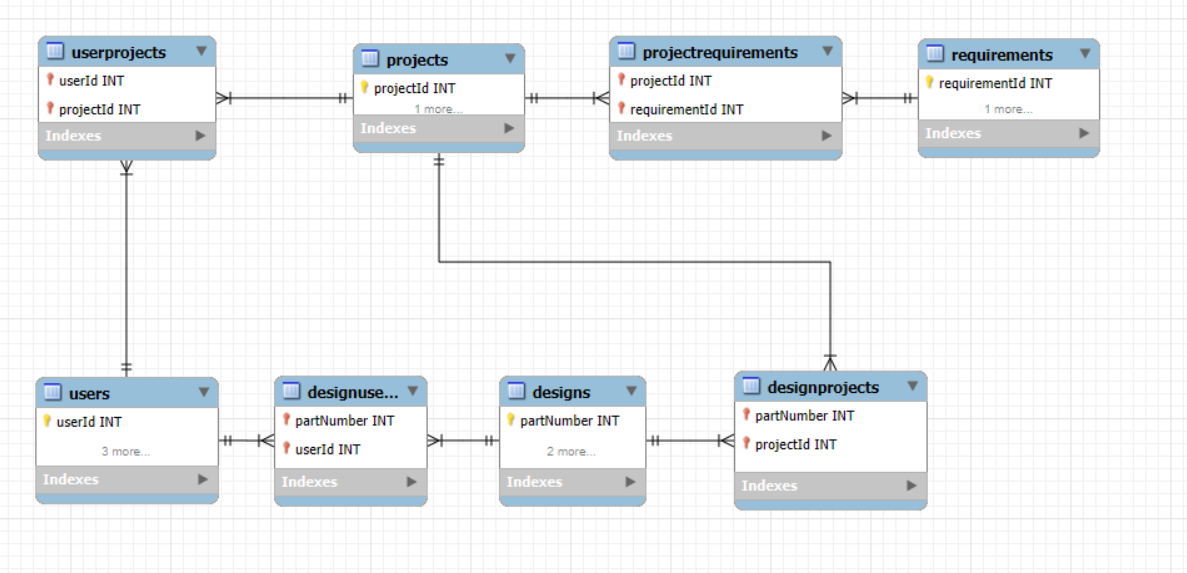 userprojects
userId INT
projectId INT
Indexes
projects
projectId INT
1 more...
Indexes
projectrequirements
projectId INT
requirementId INT
Indexes
requirements
requirementId INT
1 more...
Indexes
users
userId INT
3 more...
Indexes
designuse...
partNumber INT
userId INT
Indexes
designs
partNumber INT
2 more...
Indexes
designprojects
partNumber INT
projectId INT
Indexes